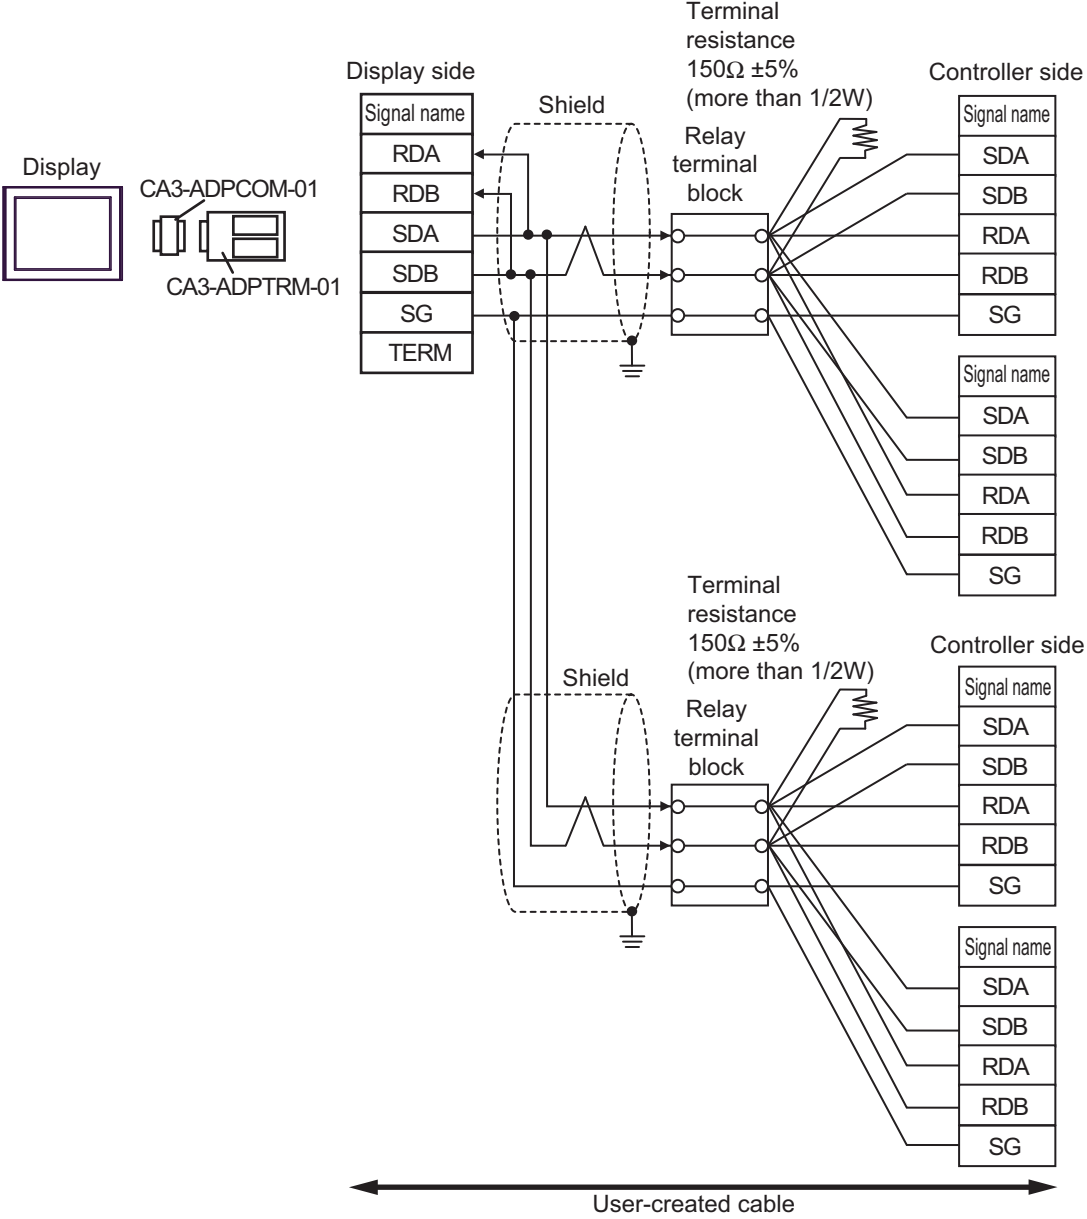 Terminal
resistance
150Ω ±5%
(more than 1/2W)
Display side
Controller side
Shield
Relay
terminal
block
Display
CA3-ADPCOM-01
CA3-ADPTRM-01
Signal name
RDA
RDB
SDA
SDB
SG
TERM
Signal name
SDA
SDB
RDA
RDB
SG
Signal name
SDA
SDB
RDA
RDB
SG
Terminal
resistance
150Ω ±5%
(more than 1/2W)
Controller side
Shield
Relay
terminal
block
Signal name
SDA
SDB
RDA
RDB
SG
Signal name
SDA
SDB
RDA
RDB
SG
User-created cable